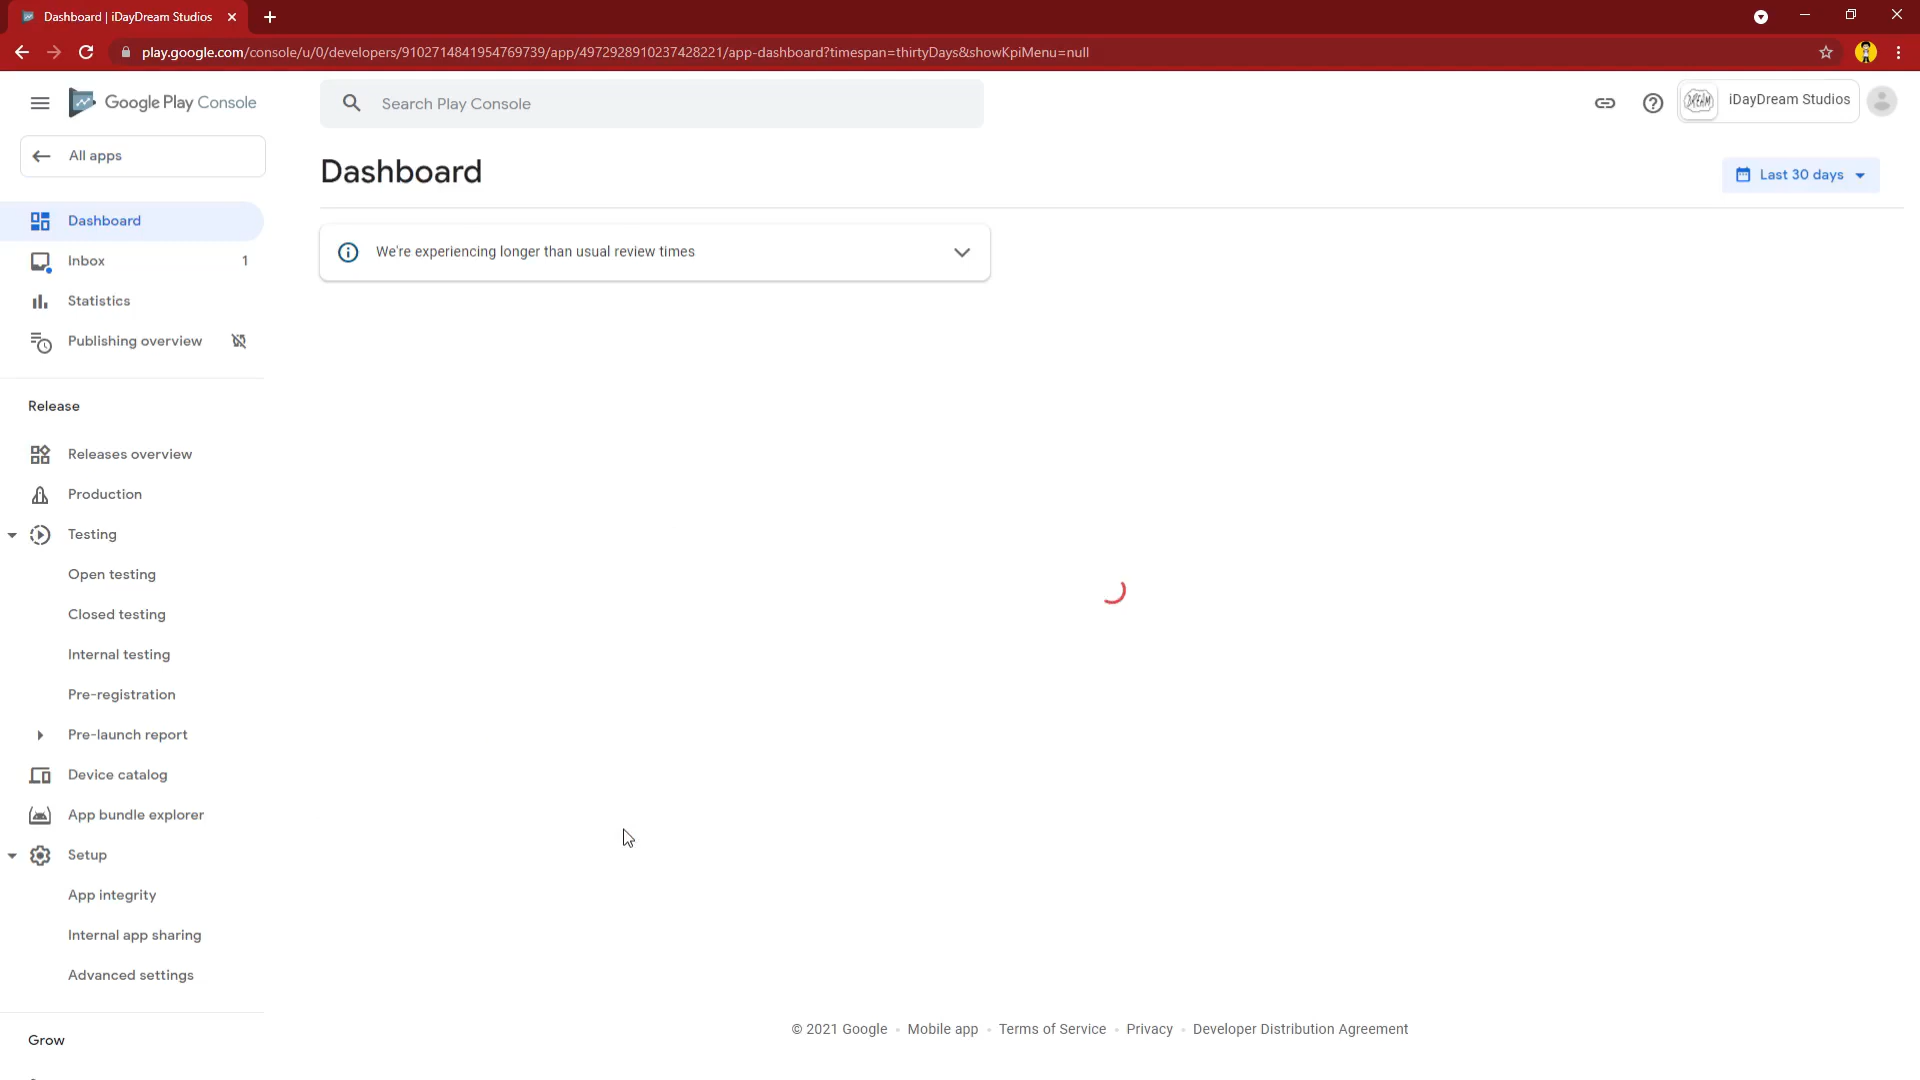 Dashboard | iDayDream Studios
play.google.com/console/u/0/developers/9102714841954769739/app/4972928910237428221/app-dashboard?timespan=thirtyDays&showKpiMenu=null
Google Play Console
Search Play Console
iDayDream Studios
All apps
Dashboard
Last 30 days
Dashboard
Inbox 1
We're experiencing longer than usual review times
Statistics
Publishing overview
Release
Releases overview
Production
Testing
Open testing
Closed testing
Internal testing
Pre-registration
Pre-launch report
Device catalog
App bundle explorer
Setup
App integrity
Internal app sharing
Advanced settings
© 2021 Google • Mobile app • Terms of Service • Privacy • Developer Distribution Agreement
Grow